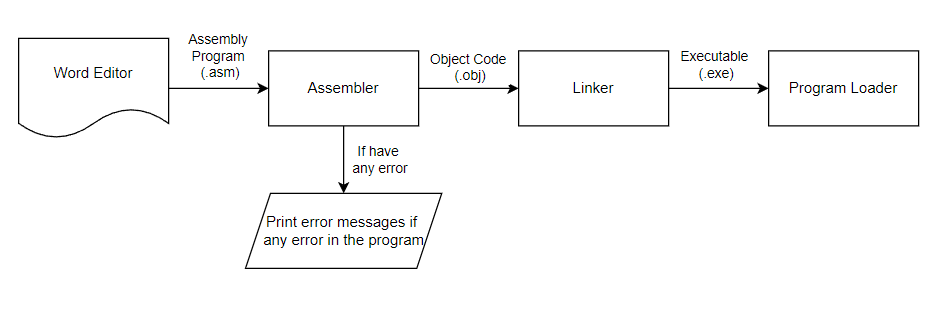 Word Editor
Assembly
Program
(.asm)
Assembler
Object Code
(.obj)
Linker
Executable
(.exe)
Program Loader
If have
any error
Print error messages if
any error in the program